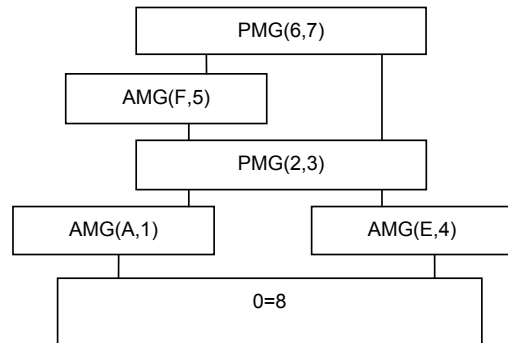 PMG(6,7)
AMG(F,5)
PMG(2,3)
AMG(A,1)
AMG(E,4)
0=8